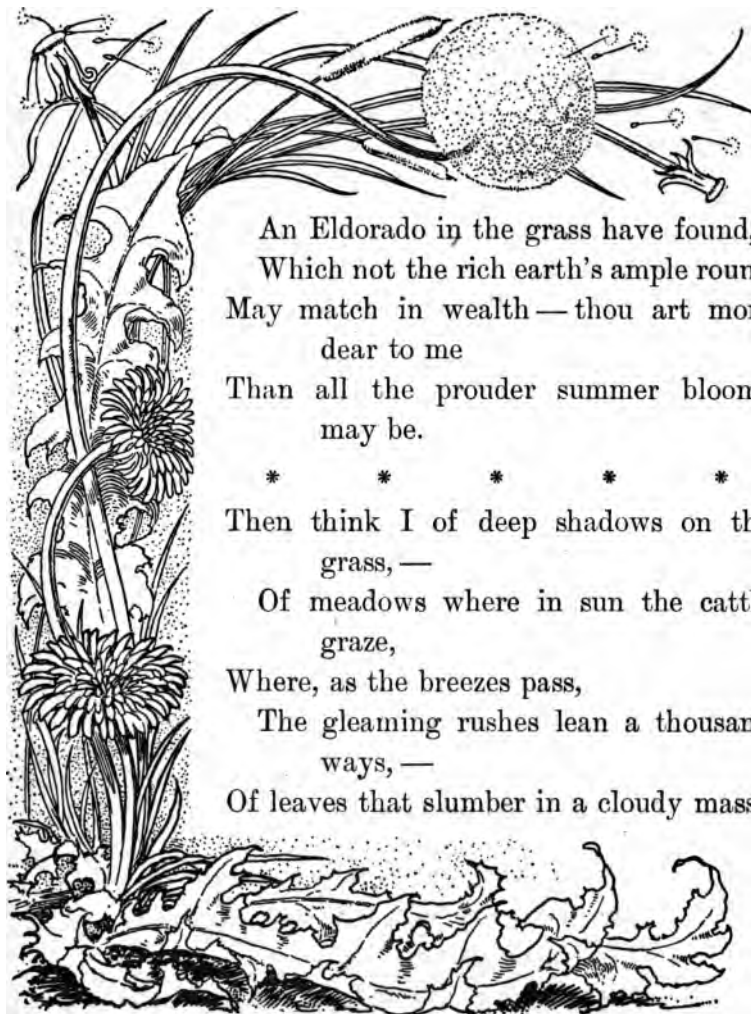 An Eldorado in the grass have found,
Which not the rich earth's ample roun
May match in wealth — thou art mor
dear to me
Than all the prouder summer bloom
may be.
* * * * *
Then think I of deep shadows on th
grass, —
Of meadows where in sun the cattl
graze,
Where, as the breezes pass,
The gleaming rushes lean a thousan
ways, —
Of leaves that slumber in a cloudy mass